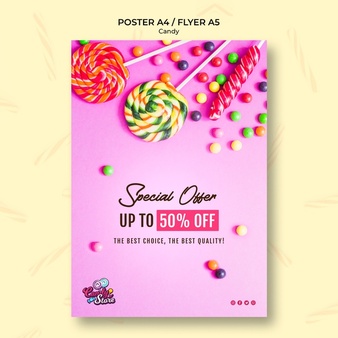 POSTER A4 / FLYER A5
Candy
Special Offer
UP TO 50% OFF
THE BEST CHOICE, THE BEST QUALITY!
Candy
Store